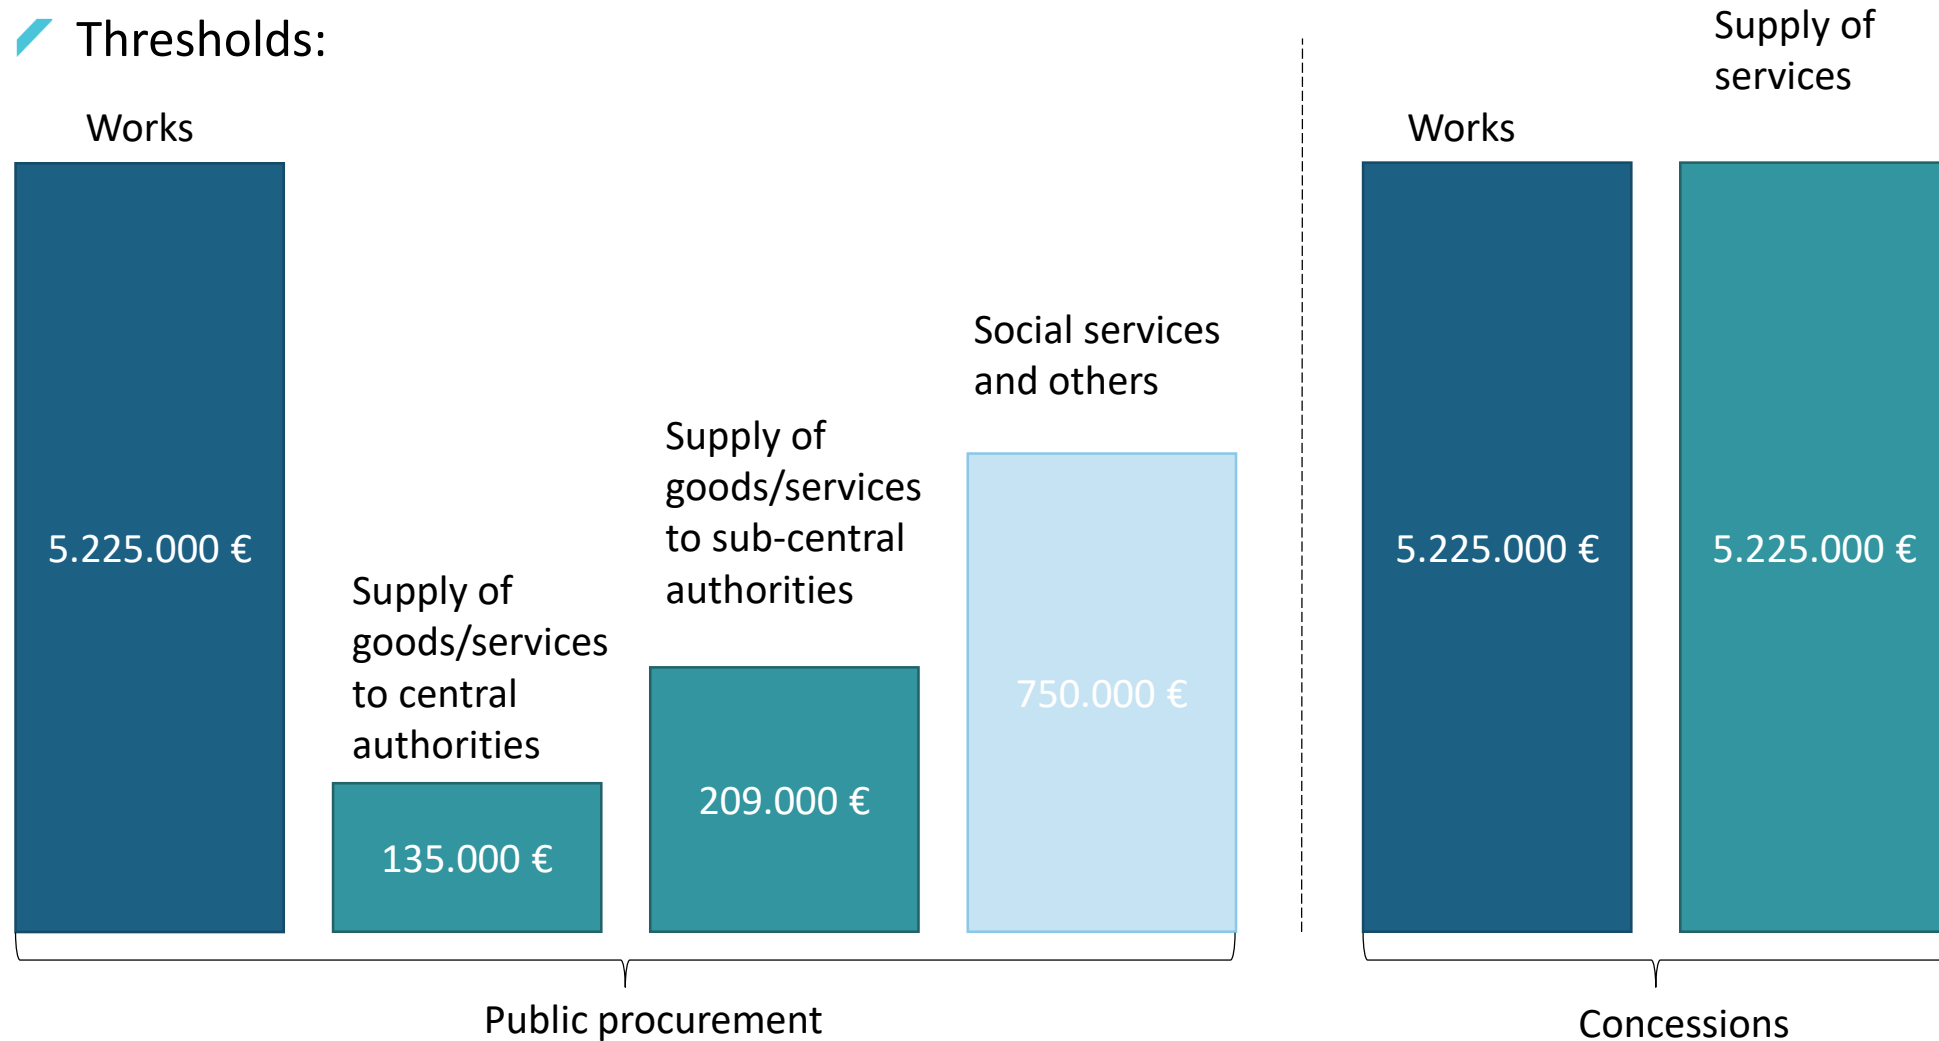 Thresholds:
Works
5.225.000 €
Supply of
goods/services
to central
authorities
135.000 €
Supply of
goods/services
to sub-central
authorities
209.000 €
Social services
and others
750.000 €
Public procurement
Works
5.225.000 €
Supply of
services
5.225.000 €
Concessions